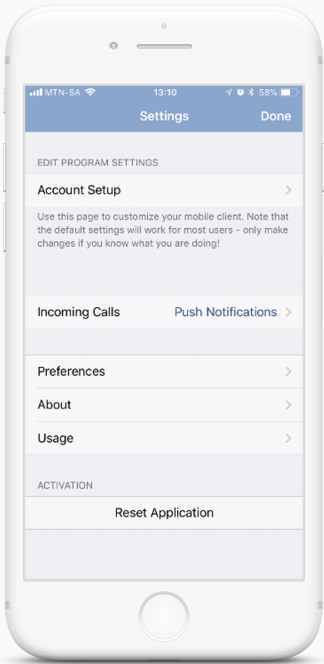 MTN-SA 13:10 58%
Settings Done
EDIT PROGRAM SETTINGS
Account Setup
Use this page to customize your mobile client. Note that
the default settings will work for most users - only make
changes if you know what you are doing!
Incoming Calls Push Notifications
Preferences
About
Usage
ACTIVATION
Reset Application